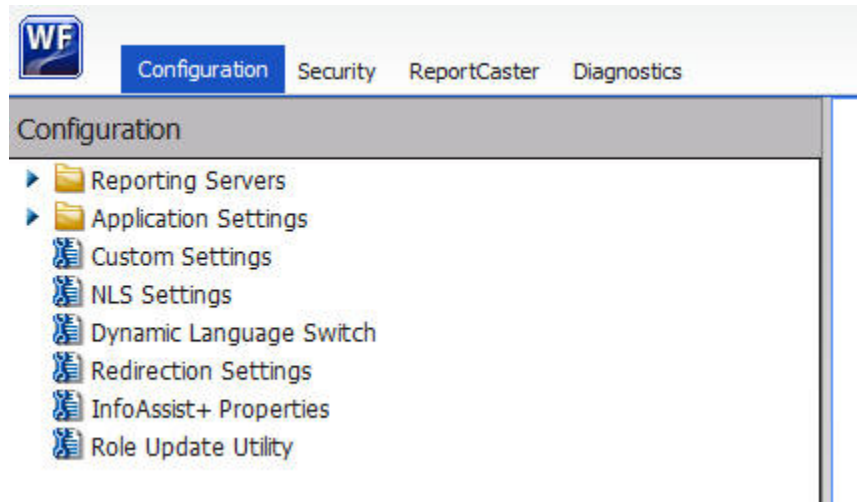 WF
Configuration Security ReportCaster Diagnostics
Configuration
Reporting Servers
Application Settings
Custom Settings
NLS Settings
Dynamic Language Switch
Redirection Settings
InfoAssist+ Properties
Role Update Utility